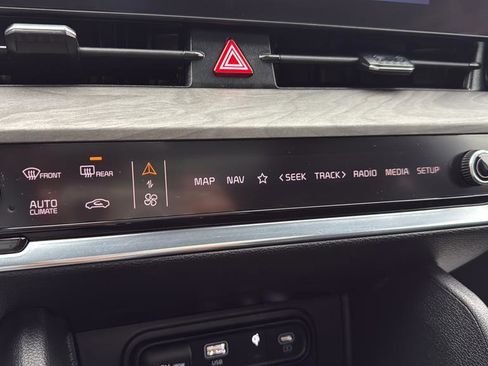 FRONT REAR
MAP NAV ☆ <SEEK TRACK> RADIO MEDIA SETUP
AUTO
CLIMATE
USB